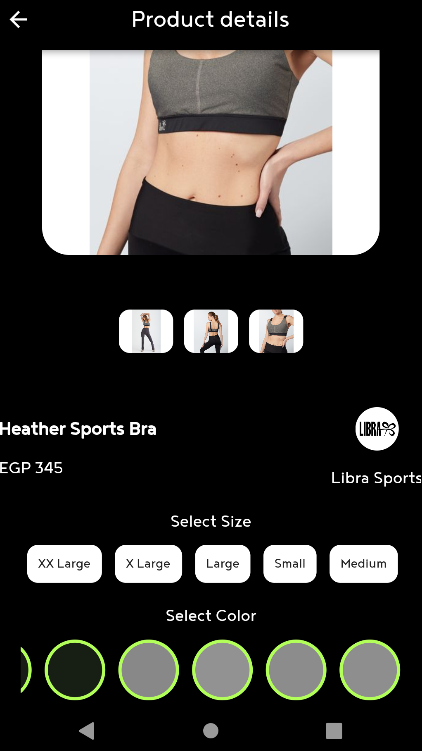 Product details
Heather Sports Bra
LIBRA
EGP 345
Libra Sports
Select Size
XX Large X Large Large Small Medium
Select Color